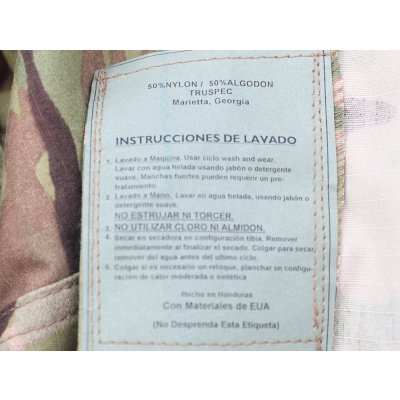 50%NYLON / 50%ALGODON
TRUSPEC
Marietta, Georgia
INSTRUCCIONES DE LAVADO
1. Lavado a Maquina. Usar ciclo wash and wear.
Lavar con agua helada usando jabón o detergente
suave. Manchas fuertes pueden requerir un pre-
tratamiento.
2. Lavado a Mano. Lavar en agua helada, usando jabon o
detergente suave.
NO ESTRUJAR NI TORCER.
3. NO UTILIZAR CLORO NI ALMIDON.
4. Secar en secadora en configuración tibia. Remover
inmediatamente al finalizar el secado. Colgar para secar,
remover del agua antes del ultimo ciclo.
5. Colgar si es necesario un retoque, planchar en configu-
ración de calor moderada o sintética
Hecho en Honduras
Con Materiales de EUA
(No Desprenda Esta Etiqueta)